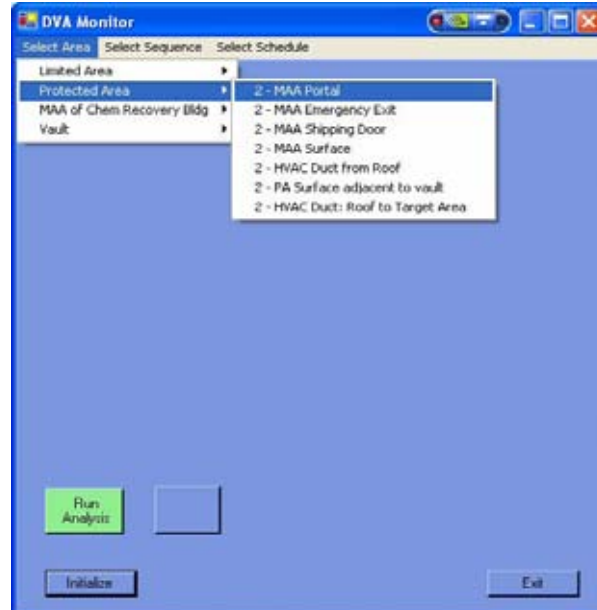 DVA Monitor
Select Area Select Sequence Select Schedule
Limited Area
Protected Area
MAA of Chem Recovery Bldg
Vault
2 - MAA Portal
2 - MAA Emergency Exit
2 - MAA Shipping Door
2 - MAA Surface
2 - HVAC Duct from Roof
2 - PA Surface adjacent to vault
2 - HVAC Duct: Roof to Target Area
Run
Analysis
Initialize
Exit